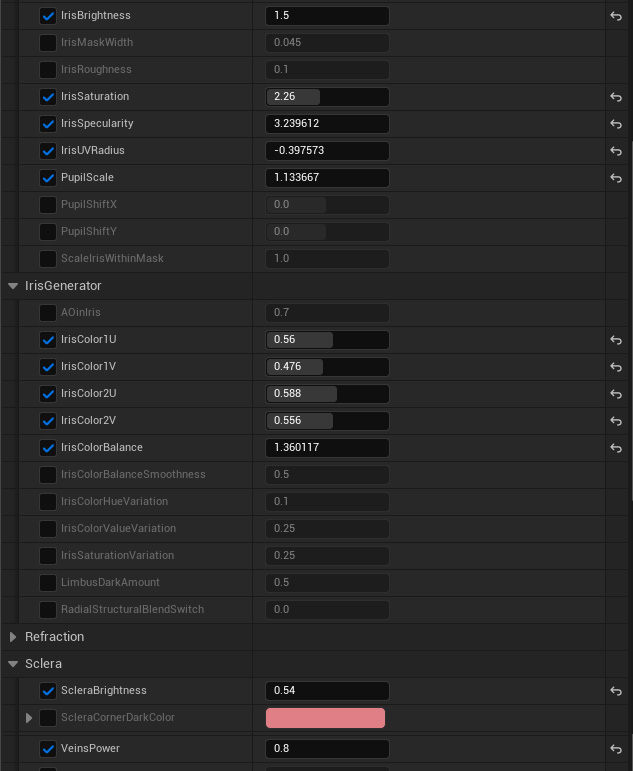 IrisBrightness 1.5
IrisMaskWidth 0.045
IrisRoughness 0.1
IrisSaturation 2.26
IrisSpecularity 3.239612
IrisUVRadius -0.397573
PupilScale 1.133667
PupilShiftX 0.0
PupilShiftY 0.0
ScaleIrisWithinMask 1.0
IrisGenerator
AOinIris 0.7
IrisColor1U 0.56
IrisColor1V 0.476
IrisColor2U 0.588
IrisColor2V 0.556
IrisColorBalance 1.360117
IrisColorBalanceSmoothness 0.5
IrisColorHueVariation 0.1
IrisColorValueVariation 0.25
IrisSaturationVariation 0.25
LimbusDarkAmount 0.5
RadialStructuralBlendSwitch 0.0
Refraction
Sclera
ScleraBrightness 0.54
ScleraCornerDarkColor
VeinsPower 0.8